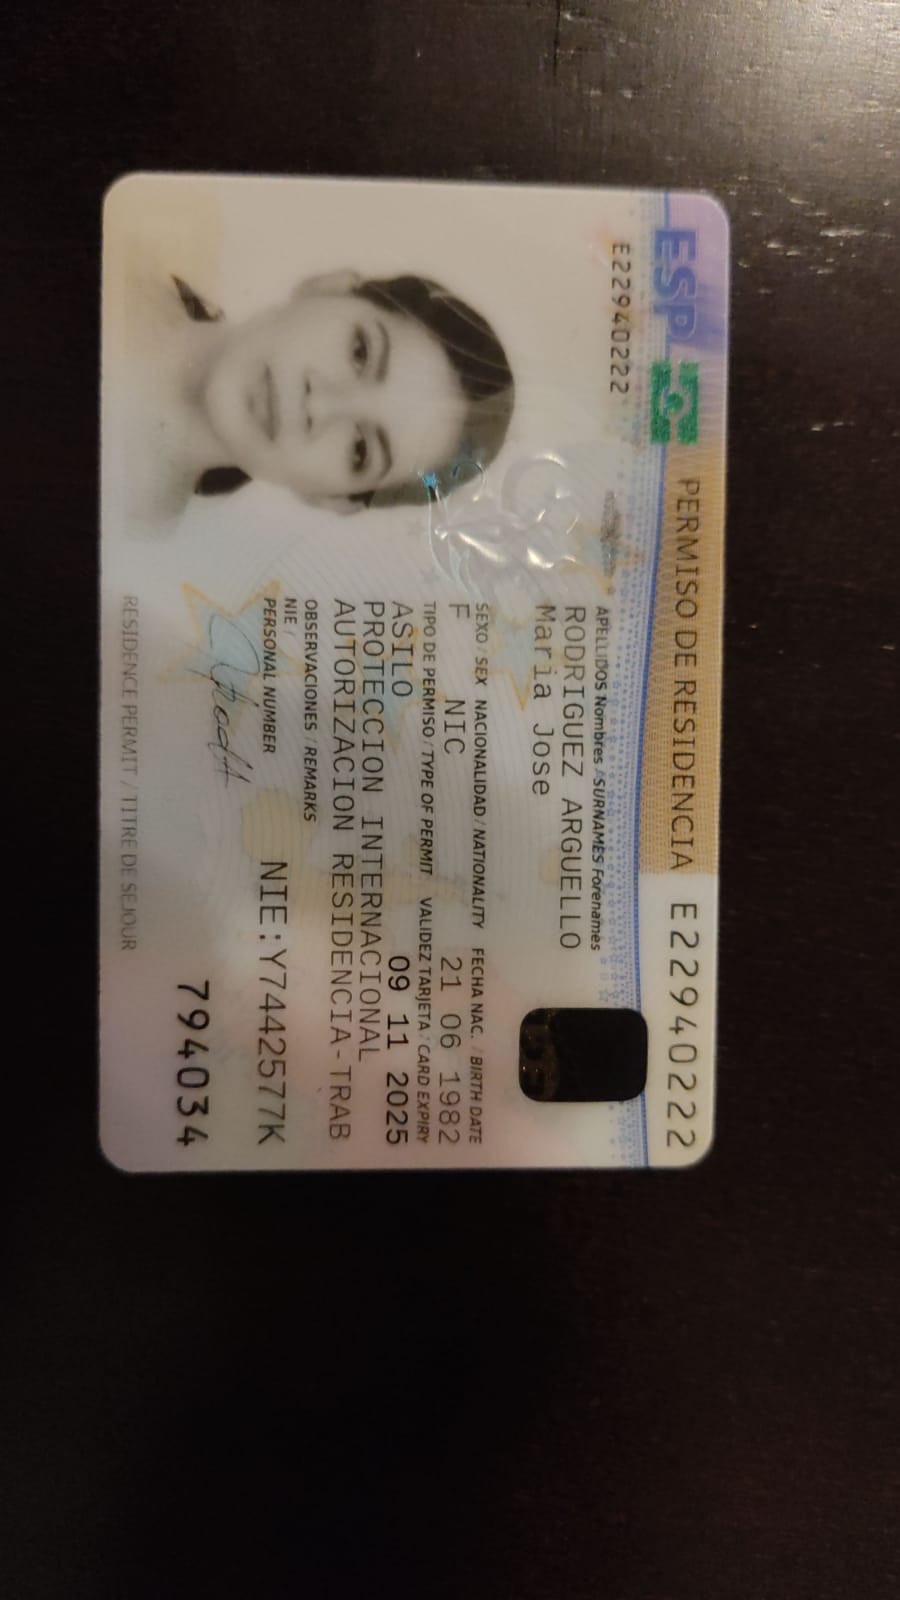 ESP PERMISO DE RESIDENCIA E22940222
E22940222
APELLIDOS Nombres / SURNAMES Forenames
RODRIGUEZ ARGUELLO
Maria Jose
SEXO / SEX NACIONALIDAD / NATIONALITY FECHA NAC. / BIRTH DATE
F NIC 21 06 1982
TIPO DE PERMISO / TYPE OF PERMIT VALIDEZ TARJETA / CARD EXPIRY
ASILO 09 11 2025
PROTECCION INTERNACIONAL
AUTORIZACION RESIDENCIA-TRAB
OBSERVACIONES / REMARKS
NIE /
PERSONAL NUMBER NIE:Y7442577K
794034
RESIDENCE PERMIT / TITRE DE SEJOUR